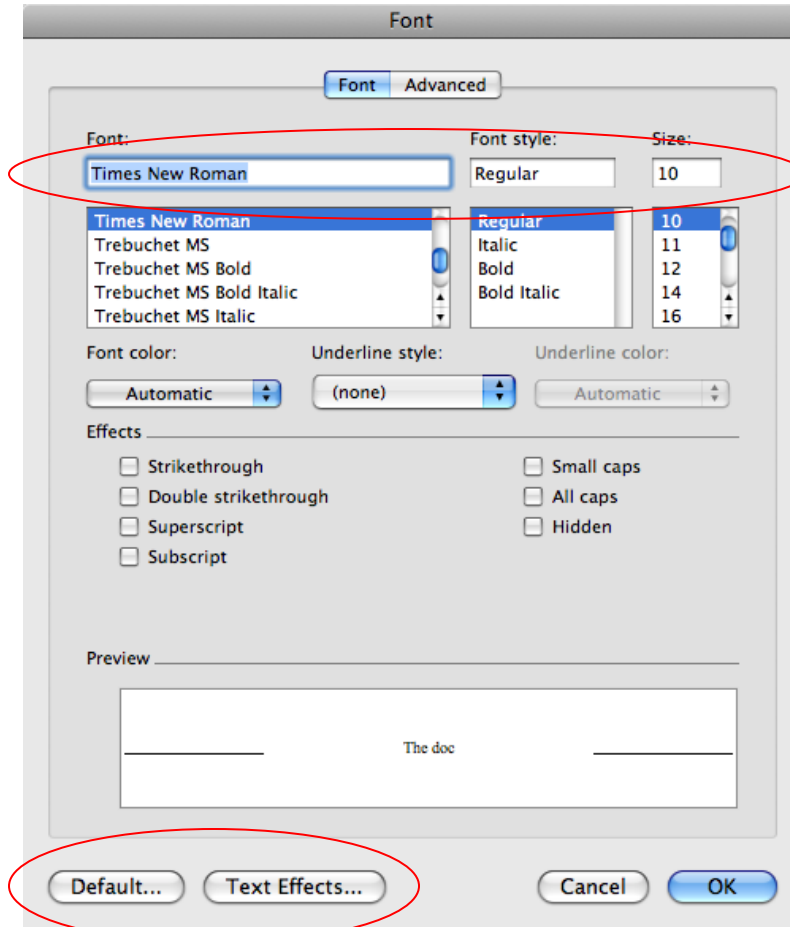 Font
Font Advanced
Font: Font style: Size:
Times New Roman Regular 10
Times New Roman Regular 10
Trebuchet MS Italic 11
Trebuchet MS Bold Bold 12
Trebuchet MS Bold Italic Bold Italic 14
Trebuchet MS Italic 16
Font color: Underline style: Underline color:
Automatic (none) Automatic
Effects
Strikethrough Small caps
Double strikethrough All caps
Superscript Hidden
Subscript
Preview
The doc
Default... Text Effects... Cancel OK